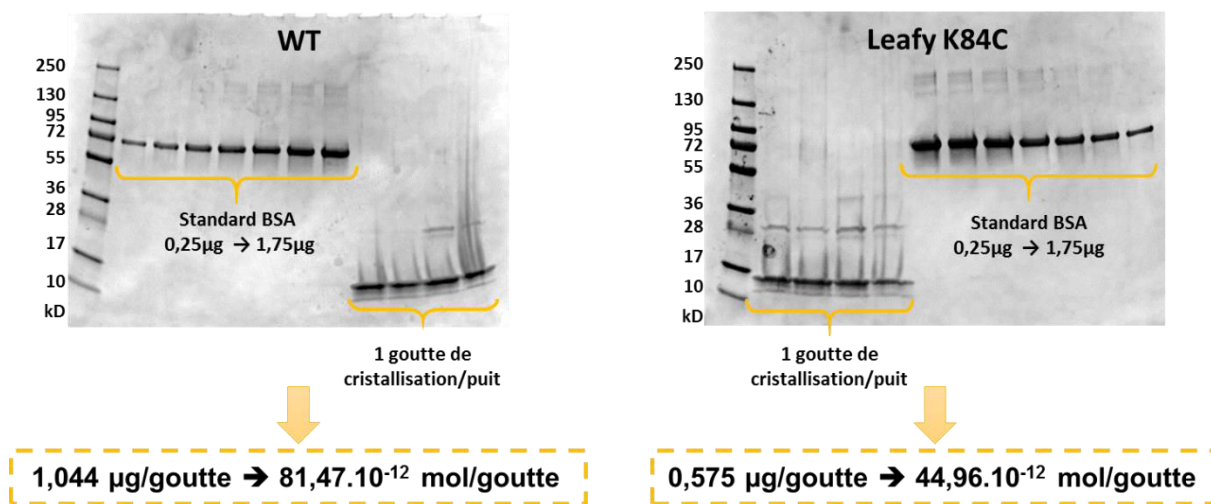 WT
250
130
95
72
55
36
28
17
10
kD
Standard BSA
0,25µg → 1,75µg
1 goutte de
cristallisation/puit
1,044 µg/goutte → 81,47.10⁻¹² mol/goutte
Leafy K84C
250
130
95
72
55
36
28
17
10
kD
Standard BSA
0,25µg → 1,75µg
1 goutte de
cristallisation/puit
0,575 µg/goutte → 44,96.10⁻¹² mol/goutte